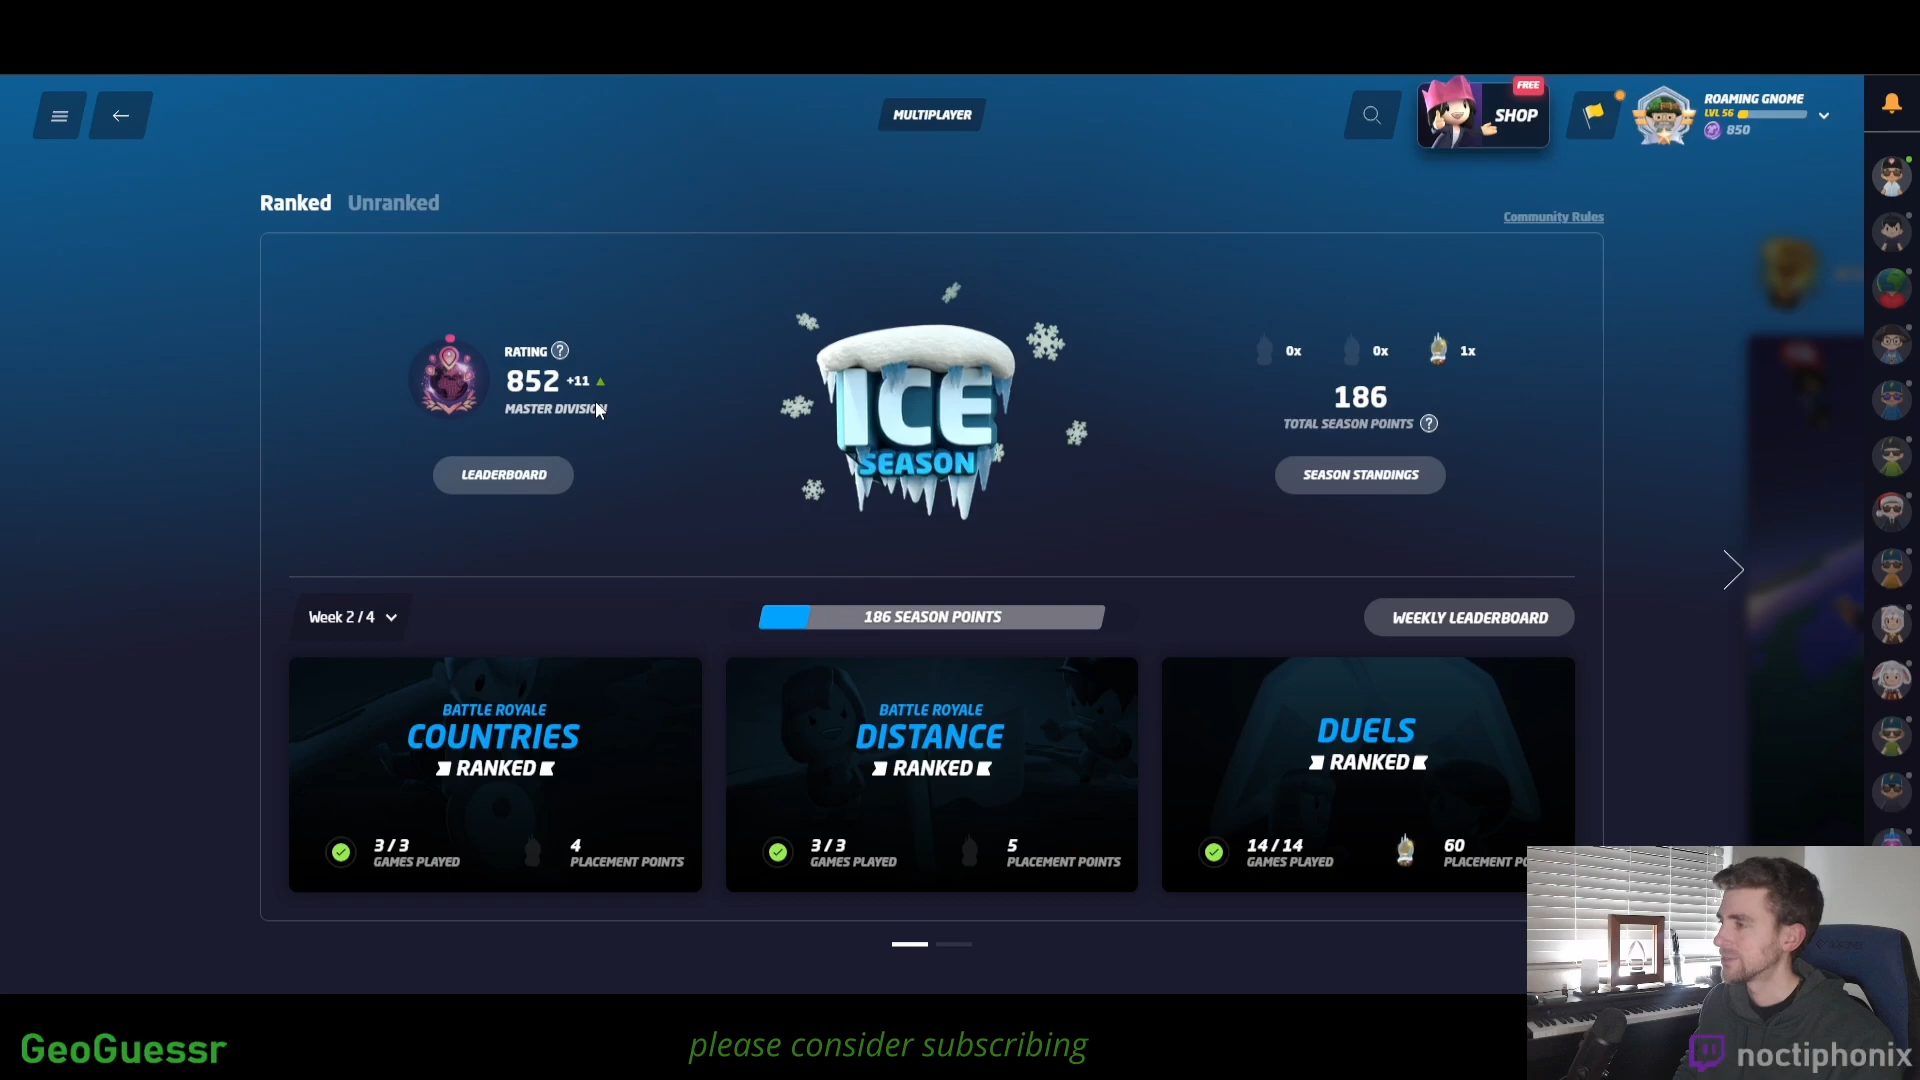 MULTIPLAYER
FREE
SHOP
ROAMING GNOME
LVL 56
850
Ranked Unranked
Community Rules
RATING ?
852 +11
MASTER DIVISION
LEADERBOARD
ICE
SEASON
0x 0x 1x
186
TOTAL SEASON POINTS ?
SEASON STANDINGS
Week 2 / 4
186 SEASON POINTS
WEEKLY LEADERBOARD
BATTLE ROYALE
COUNTRIES
RANKED
3 / 3
GAMES PLAYED
4
PLACEMENT POINTS
BATTLE ROYALE
DISTANCE
RANKED
3 / 3
GAMES PLAYED
5
PLACEMENT POINTS
DUELS
RANKED
14 / 14
GAMES PLAYED
60
PLACEMENT PO
GeoGuessr
please consider subscribing
noctiphonix